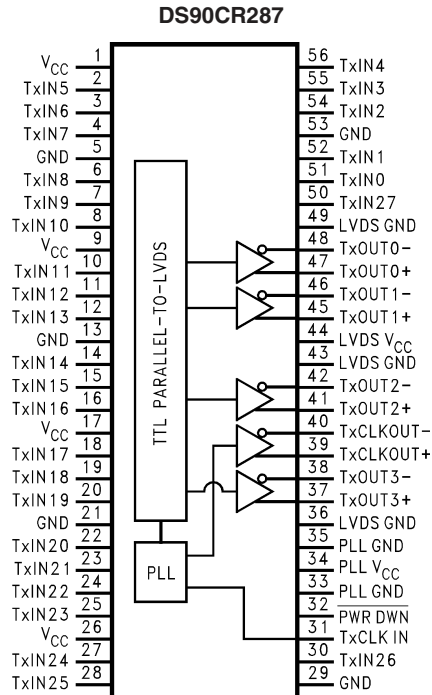 DS90CR287
VCC 1
TxIN5 2
TxIN6 3
TxIN7 4
GND 5
TxIN8 6
TxIN9 7
TxIN10 8
VCC 9
TxIN11 10
TxIN12 11
TxIN13 12
GND 13
TxIN14 14
TxIN15 15
TxIN16 16
VCC 17
TxIN17 18
TxIN18 19
TxIN19 20
GND 21
TxIN20 22
TxIN21 23
TxIN22 24
TxIN23 25
VCC 26
TxIN24 27
TxIN25 28
TTL PARALLEL-TO-LVDS
PLL
56 TxIN4
55 TxIN3
54 TxIN2
53 GND
52 TxIN1
51 TxIN0
50 TxIN27
49 LVDS GND
48 TxOUT0-
47 TxOUT0+
46 TxOUT1-
45 TxOUT1+
44 LVDS VCC
43 LVDS GND
42 TxOUT2-
41 TxOUT2+
40 TxCLKOUT-
39 TxCLKOUT+
38 TxOUT3-
37 TxOUT3+
36 LVDS GND
35 PLL GND
34 PLL VCC
33 PLL GND
32 PWR DWN
31 TxCLK IN
30 TxIN26
29 GND